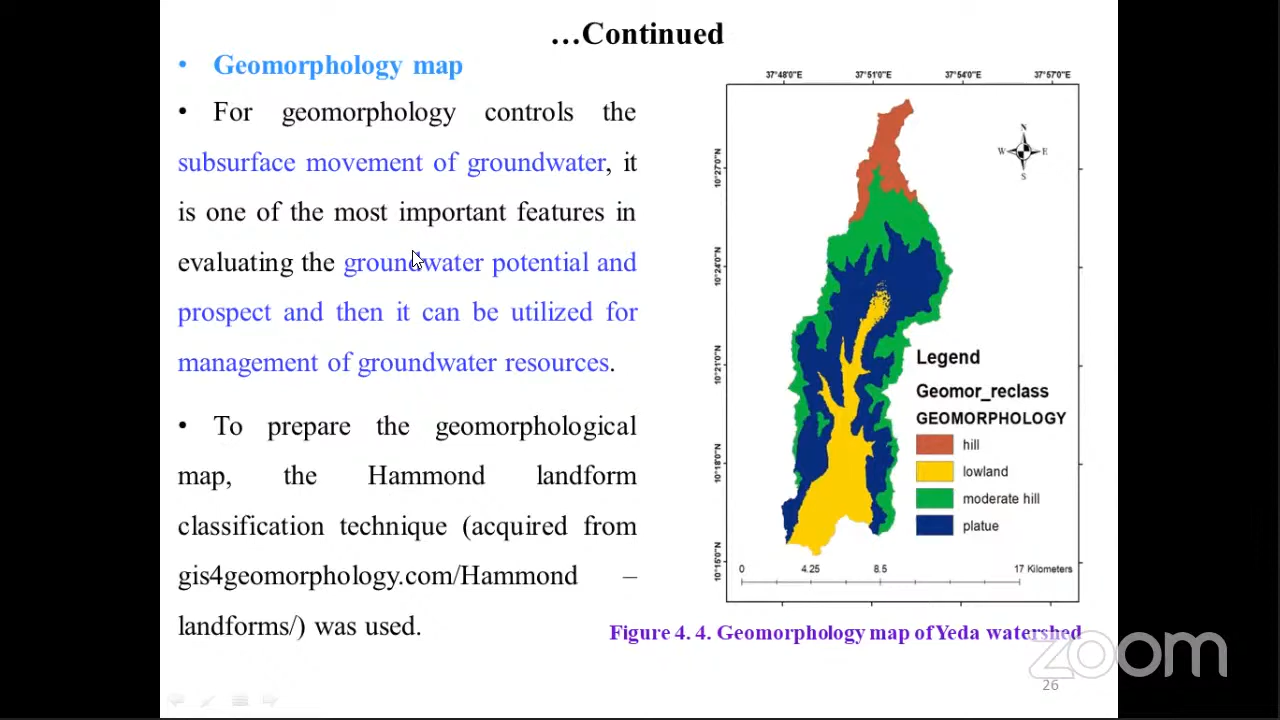 …Continued
• Geomorphology map
• For geomorphology controls the
subsurface movement of groundwater, it
is one of the most important features in
evaluating the groundwater potential and
prospect and then it can be utilized for
management of groundwater resources.
• To prepare the geomorphological
map, the Hammond landform
classification technique (acquired from
gis4geomorphology.com/Hammond –
landforms/) was used.
37°48'0"E 37°51'0"E 37°54'0"E 37°57'0"E
10°27'0"N
10°24'0"N
10°21'0"N
10°18'0"N
10°15'0"N
N
W E
S
Legend
Geomor_reclass
GEOMORPHOLOGY
hill
lowland
moderate hill
platue
0 4.25 8.5 17 Kilometers
Figure 4. 4. Geomorphology map of Yeda watershed
zoom
26